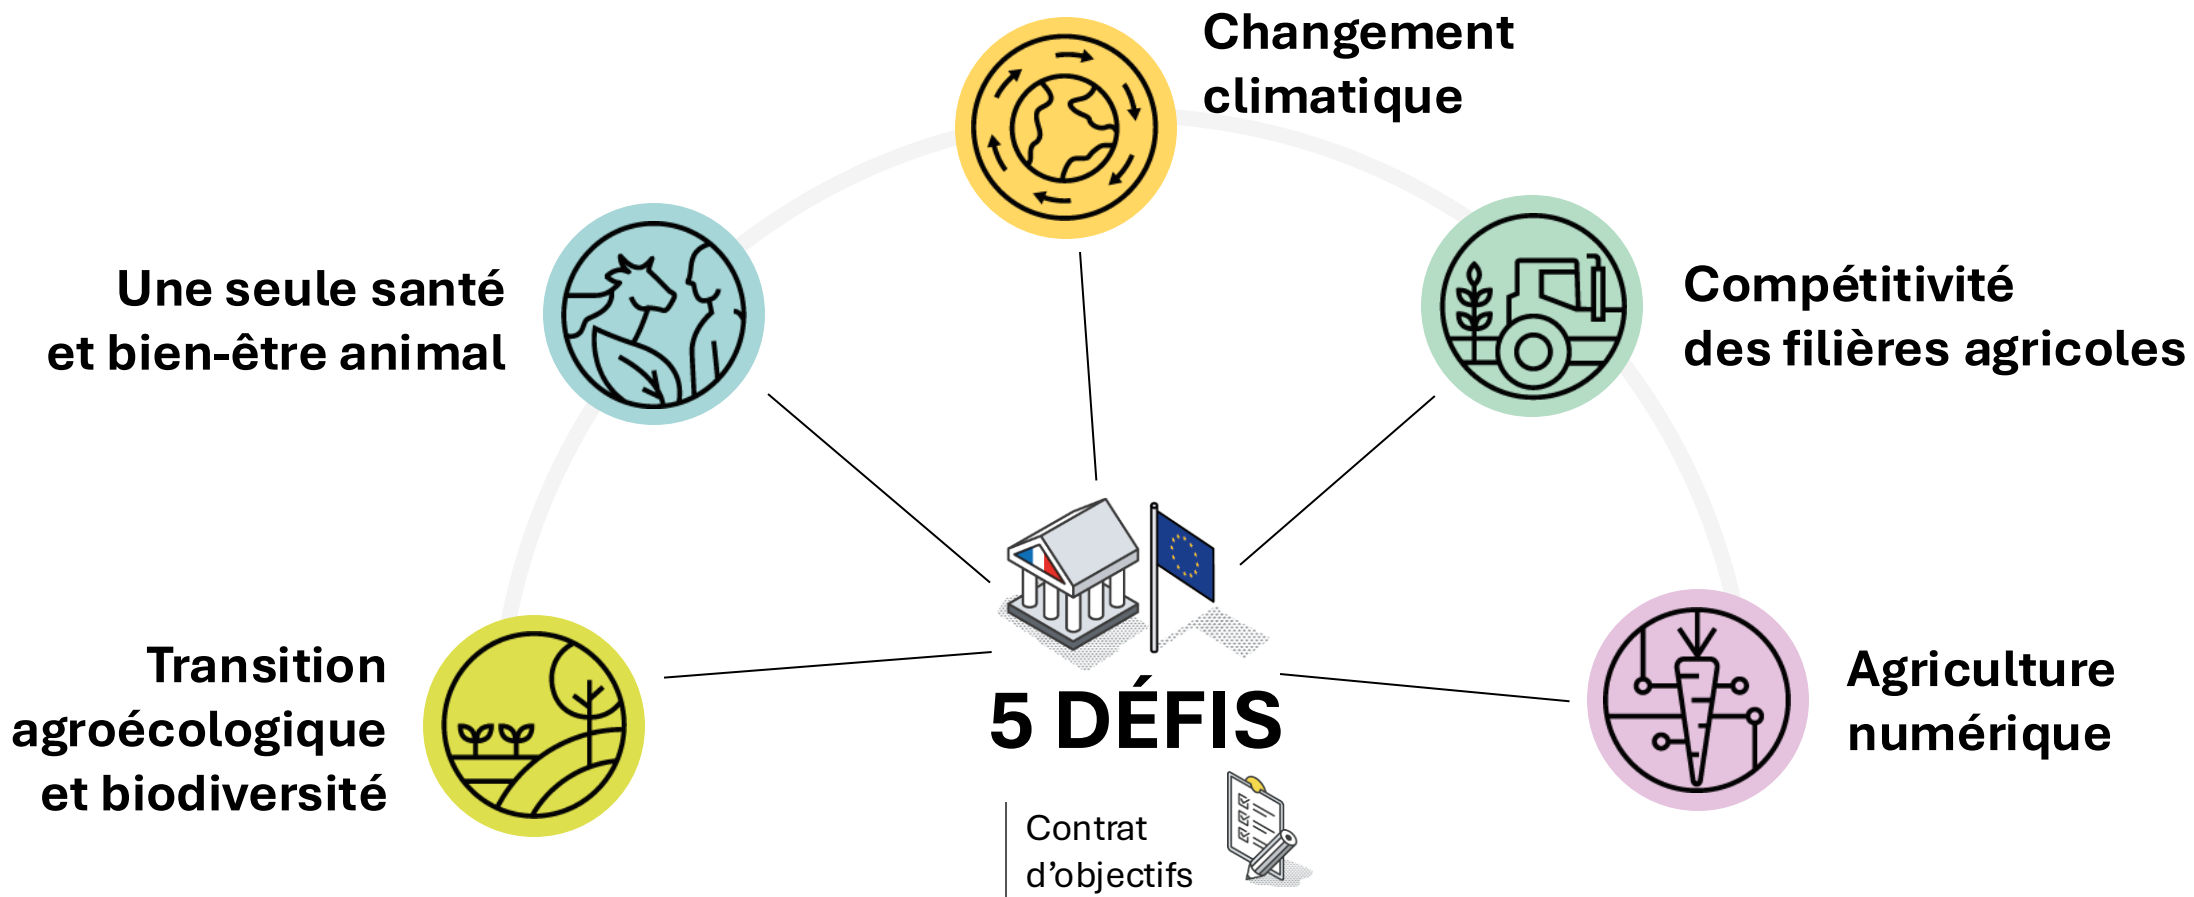 Changement
climatique
Une seule santé
et bien-être animal
Compétitivité
des filières agricoles
Transition
agroécologique
et biodiversité
Agriculture
numérique
5 DÉFIS
Contrat
d’objectifs